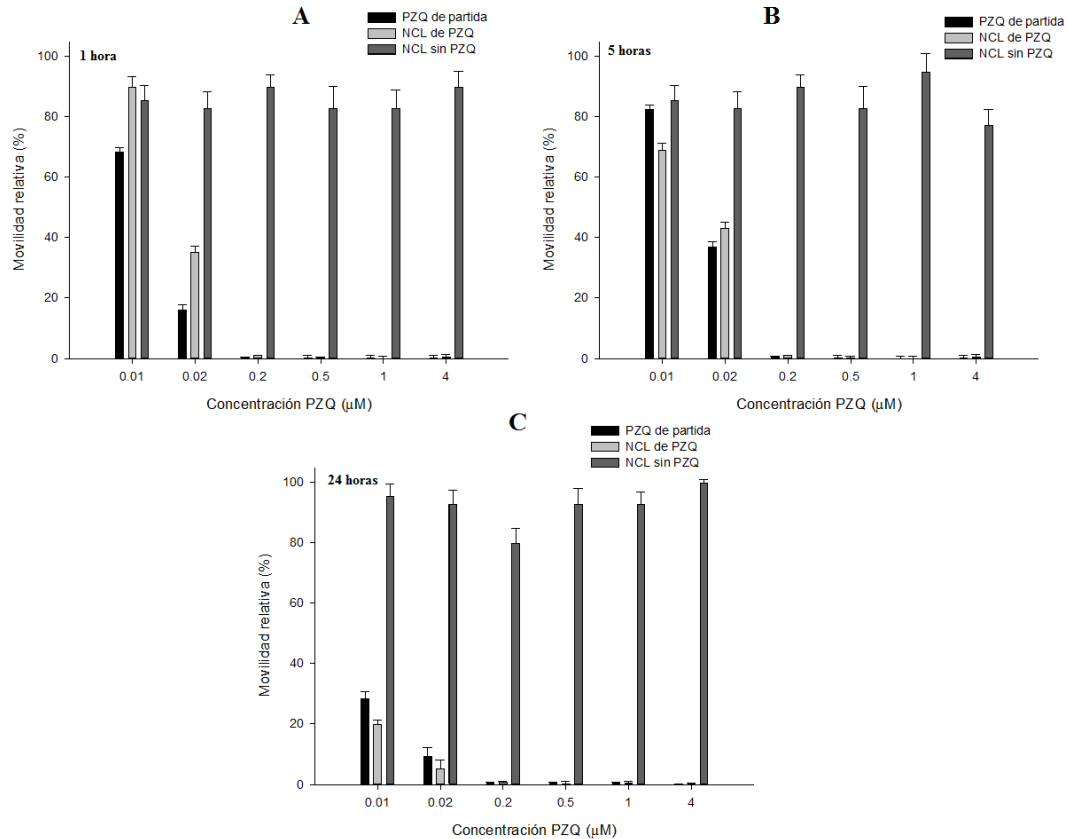 A
PZQ de partida
NCL de PZQ
NCL sin PZQ
1 hora
100
80
60
40
20
0
Movilidad relativa (%)
0.01 0.02 0.2 0.5 1 4
Concentración PZQ (µM)
B
PZQ de partida
NCL de PZQ
NCL sin PZQ
5 horas
100
80
60
40
20
0
Movilidad relativa (%)
0.01 0.02 0.2 0.5 1 4
Concentración PZQ (µM)
C
PZQ de partida
NCL de PZQ
NCL sin PZQ
24 horas
100
80
60
40
20
0
Movilidad relativa (%)
0.01 0.02 0.2 0.5 1 4
Concentración PZQ (µM)